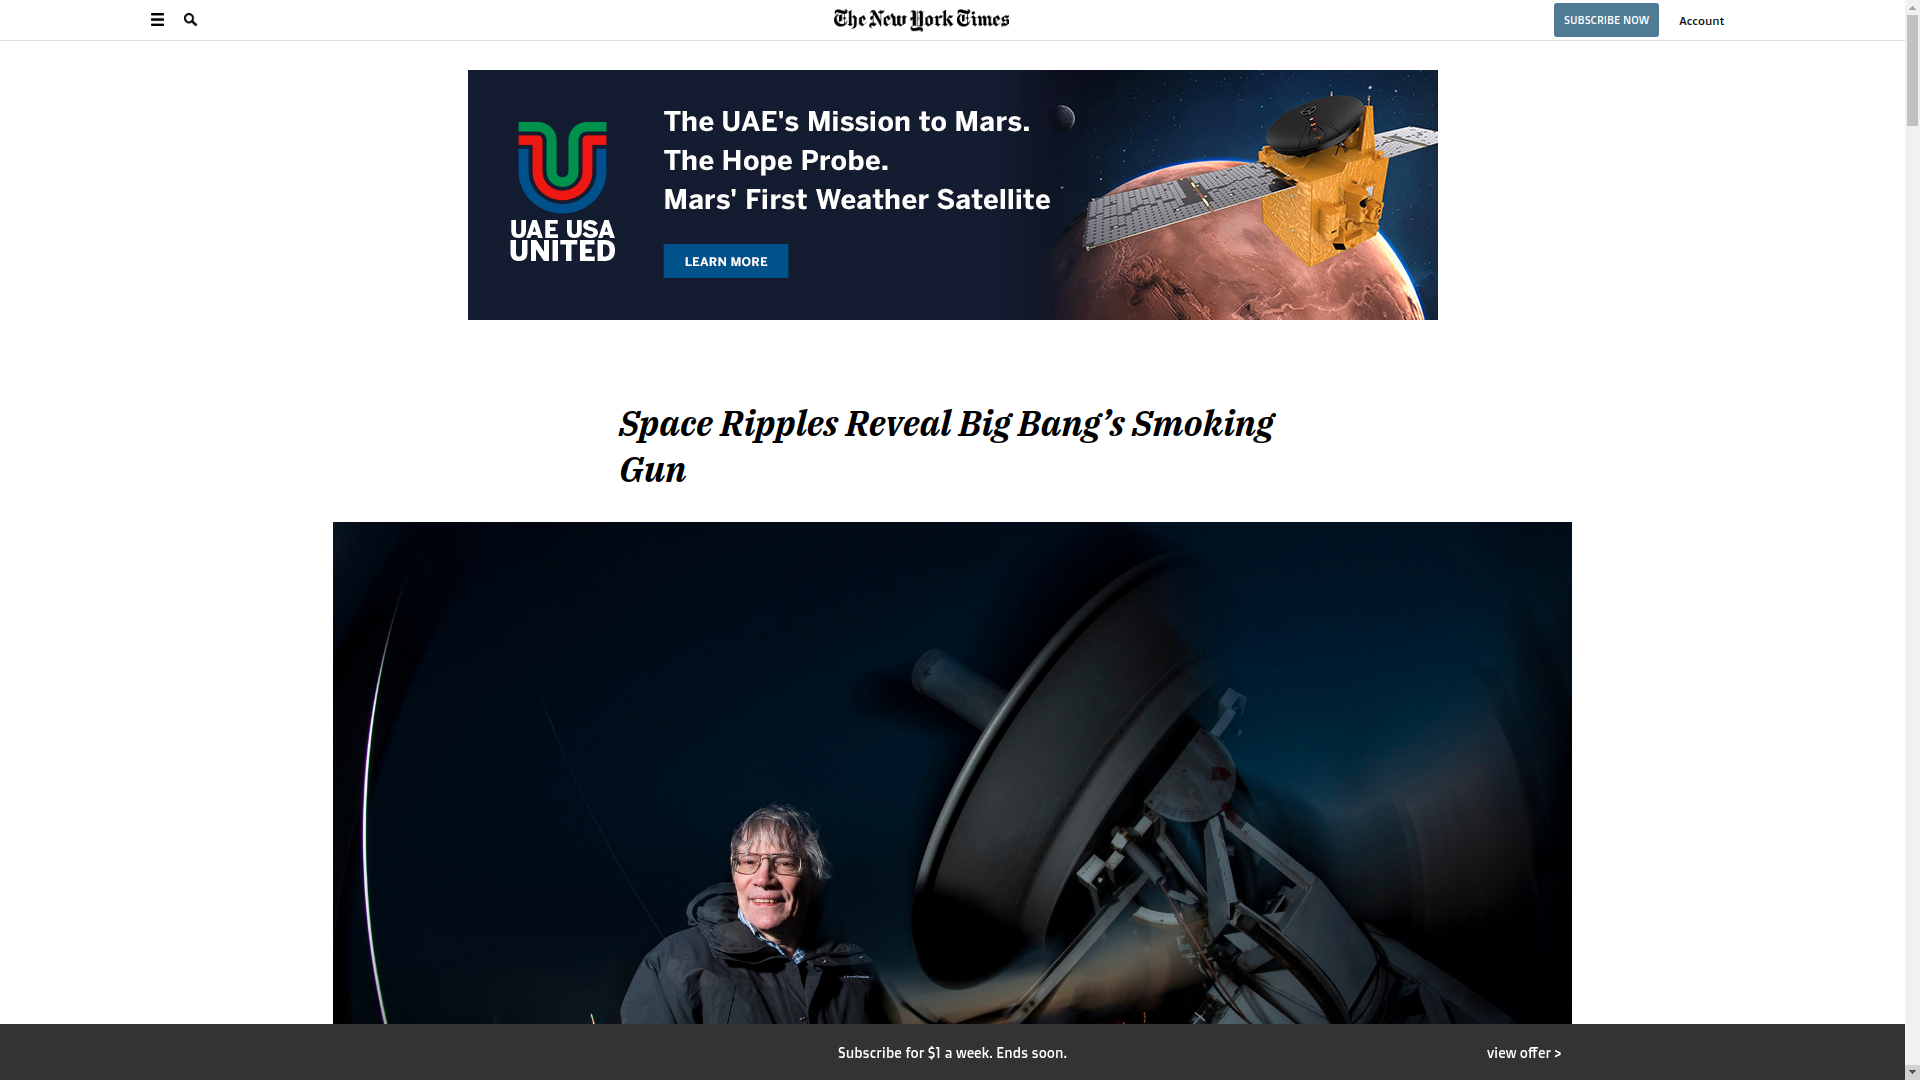 The New York Times
SUBSCRIBE NOW
Account
The UAE's Mission to Mars.
The Hope Probe.
Mars' First Weather Satellite
UAE USA
UNITED
LEARN MORE
Space Ripples Reveal Big Bang’s Smoking
Gun
Subscribe for $1 a week. Ends soon.
view offer >